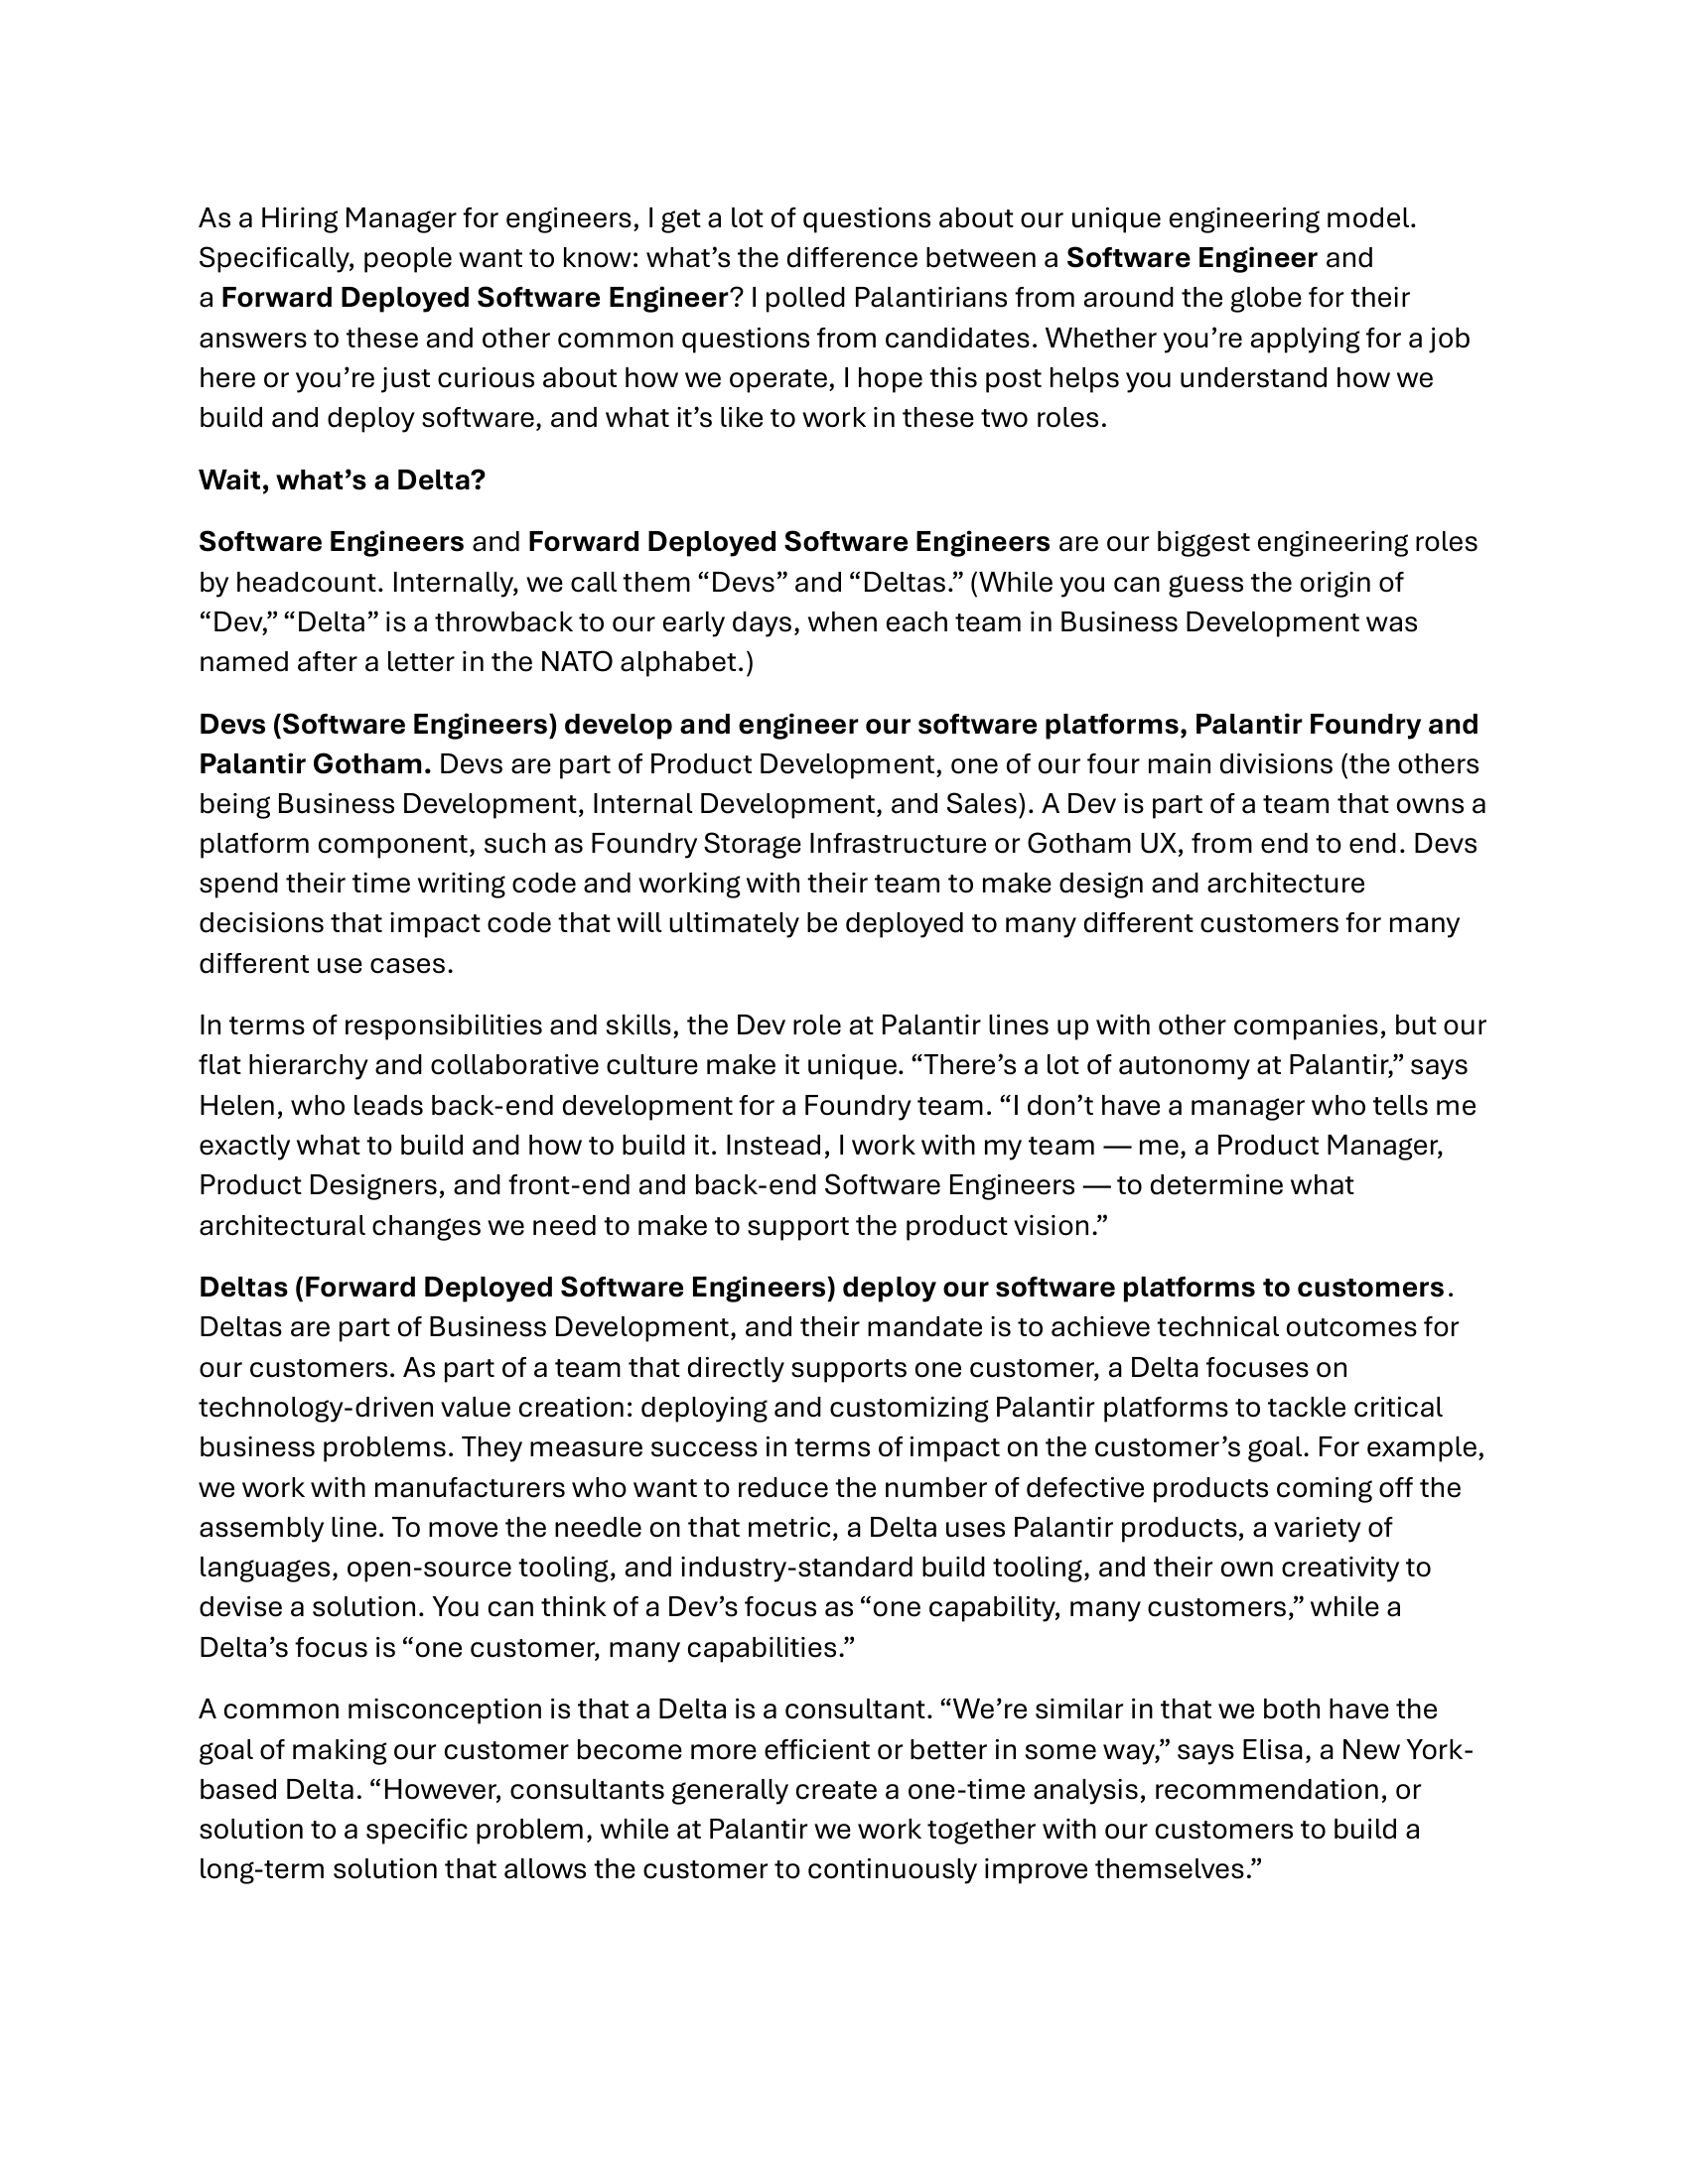 As a Hiring Manager for engineers, I get a lot of questions about our unique engineering model.
Specifically, people want to know: what’s the difference between a Software Engineer and
a Forward Deployed Software Engineer? I polled Palantirians from around the globe for their
answers to these and other common questions from candidates. Whether you’re applying for a job
here or you’re just curious about how we operate, I hope this post helps you understand how we
build and deploy software, and what it’s like to work in these two roles.
Wait, what’s a Delta?
Software Engineers and Forward Deployed Software Engineers are our biggest engineering roles
by headcount. Internally, we call them “Devs” and “Deltas.” (While you can guess the origin of
“Dev,” “Delta” is a throwback to our early days, when each team in Business Development was
named after a letter in the NATO alphabet.)
Devs (Software Engineers) develop and engineer our software platforms, Palantir Foundry and
Palantir Gotham. Devs are part of Product Development, one of our four main divisions (the others
being Business Development, Internal Development, and Sales). A Dev is part of a team that owns a
platform component, such as Foundry Storage Infrastructure or Gotham UX, from end to end. Devs
spend their time writing code and working with their team to make design and architecture
decisions that impact code that will ultimately be deployed to many different customers for many
different use cases.
In terms of responsibilities and skills, the Dev role at Palantir lines up with other companies, but our
flat hierarchy and collaborative culture make it unique. “There’s a lot of autonomy at Palantir,” says
Helen, who leads back-end development for a Foundry team. “I don’t have a manager who tells me
exactly what to build and how to build it. Instead, I work with my team — me, a Product Manager,
Product Designers, and front-end and back-end Software Engineers — to determine what
architectural changes we need to make to support the product vision.”
Deltas (Forward Deployed Software Engineers) deploy our software platforms to customers.
Deltas are part of Business Development, and their mandate is to achieve technical outcomes for
our customers. As part of a team that directly supports one customer, a Delta focuses on
technology-driven value creation: deploying and customizing Palantir platforms to tackle critical
business problems. They measure success in terms of impact on the customer’s goal. For example,
we work with manufacturers who want to reduce the number of defective products coming off the
assembly line. To move the needle on that metric, a Delta uses Palantir products, a variety of
languages, open-source tooling, and industry-standard build tooling, and their own creativity to
devise a solution. You can think of a Dev’s focus as “one capability, many customers,” while a
Delta’s focus is “one customer, many capabilities.”
A common misconception is that a Delta is a consultant. “We’re similar in that we both have the
goal of making our customer become more efficient or better in some way,” says Elisa, a New York-
based Delta. “However, consultants generally create a one-time analysis, recommendation, or
solution to a specific problem, while at Palantir we work together with our customers to build a
long-term solution that allows the customer to continuously improve themselves.”